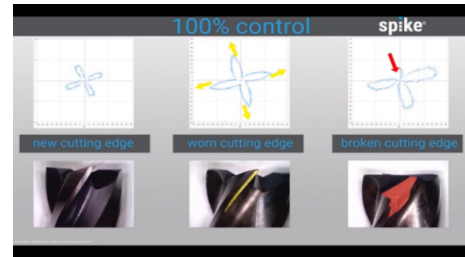 100% control
spike
new cutting edge
worn cutting edge
broken cutting edge